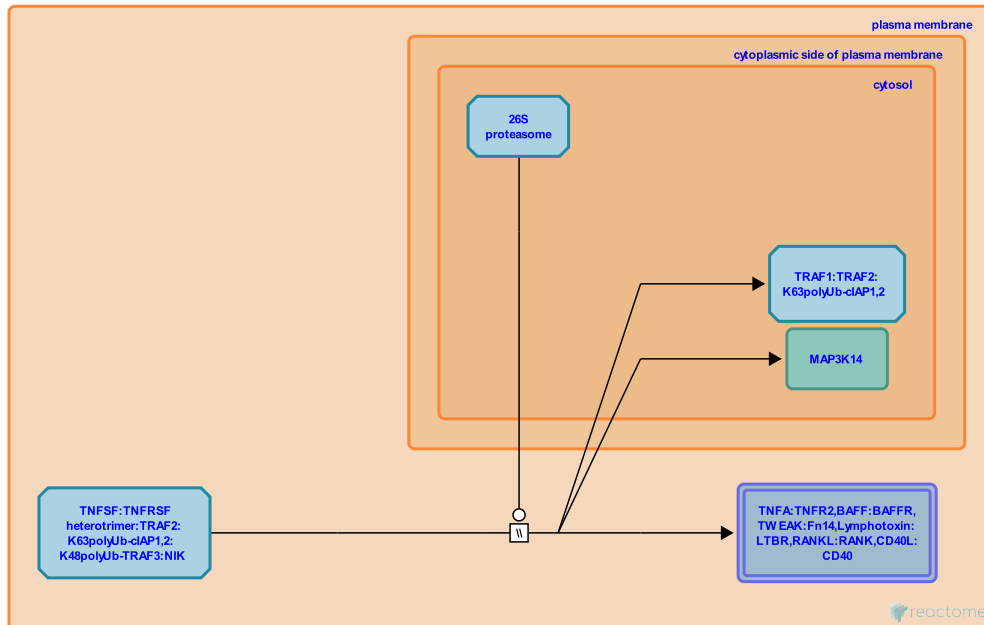 plasma membrane
cytoplasmic side of plasma membrane
cytosol
26S
proteasome
TRAF1:TRAF2:
K63polyUb-cIAP1,2
MAP3K14
TNFSF:TNFRSF
heterotrimer:TRAF2:
K63polyUb-cIAP1,2:
K48polyUb-TRAF3:NIK
\\
TNFA:TNFR2,BAFF:BAFFR,
TWEAK:Fn14,Lymphotoxin:
LTBR,RANKL:RANK,CD40L:
CD40
reactome